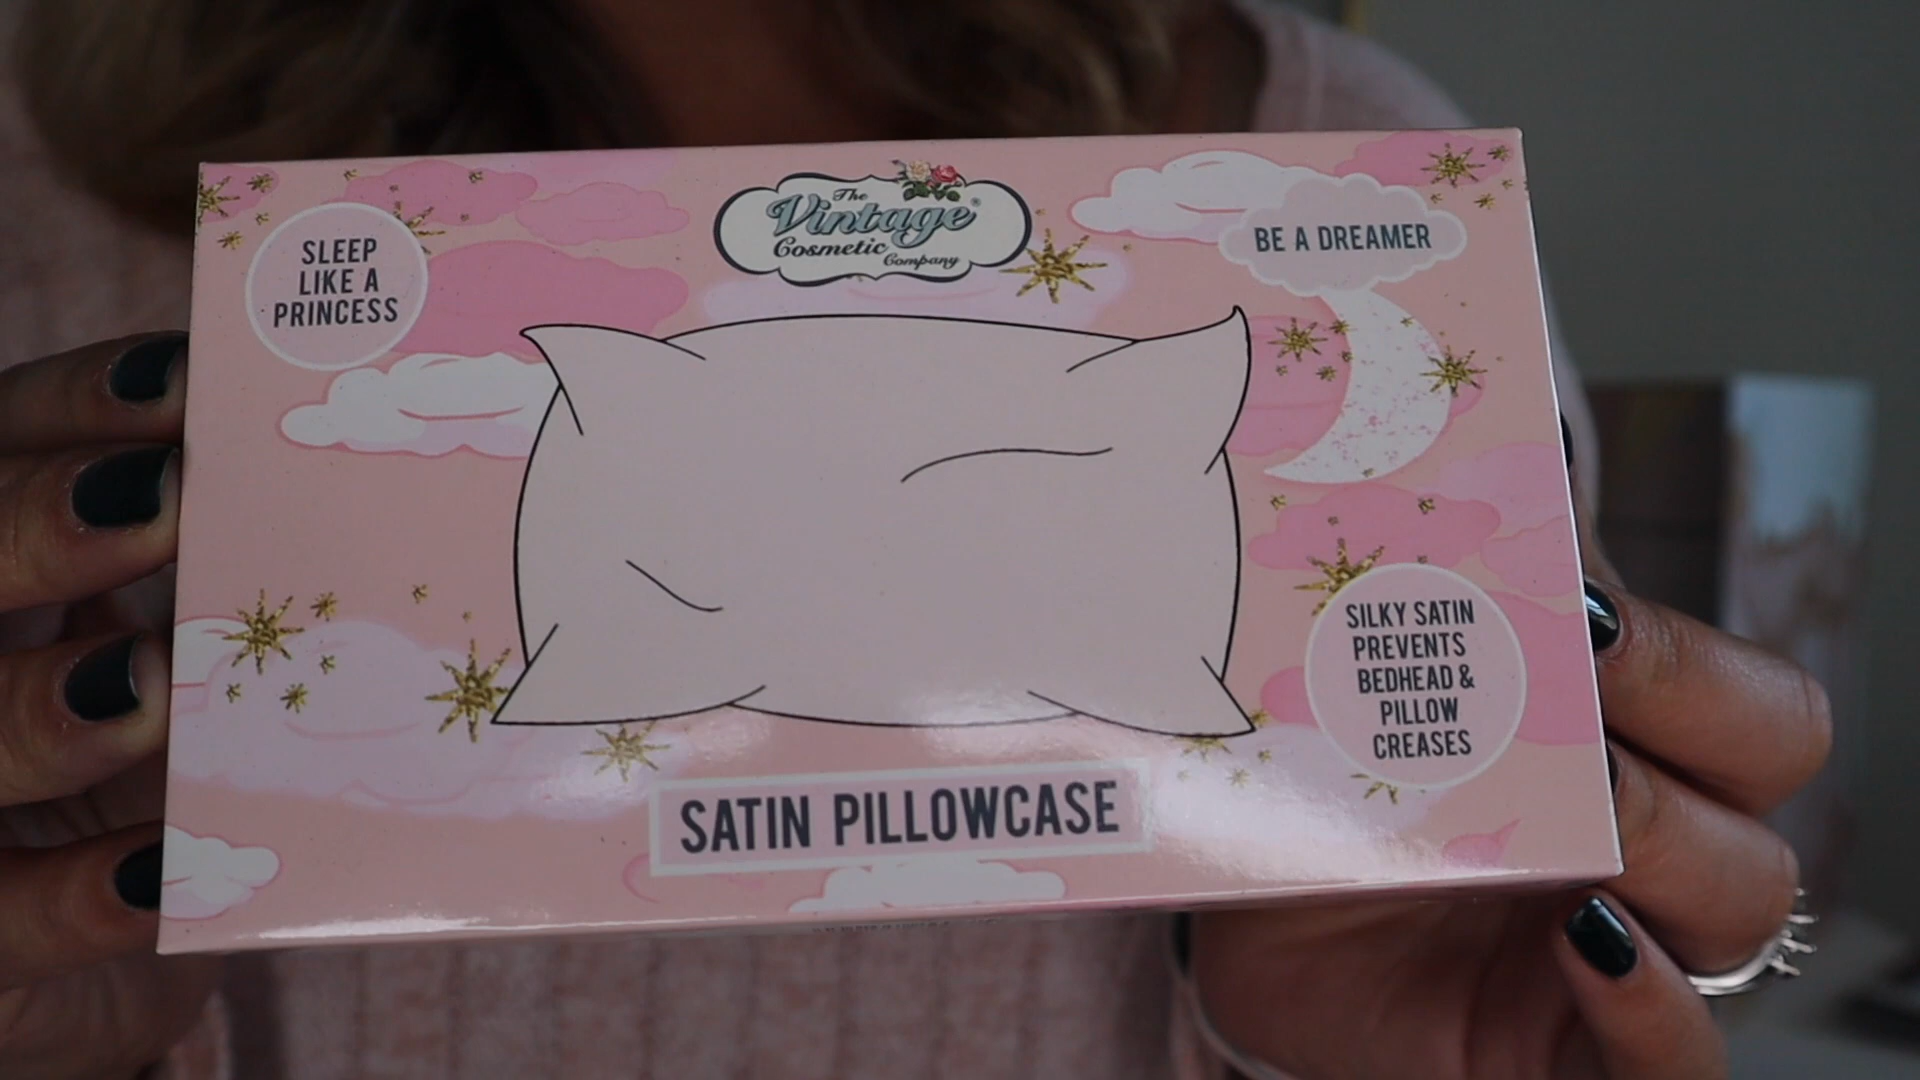 The
Vintage®
Cosmetic
Company
SLEEP
LIKE A
PRINCESS
BE A DREAMER
SILKY SATIN
PREVENTS
BEDHEAD &
PILLOW
CREASES
SATIN PILLOWCASE